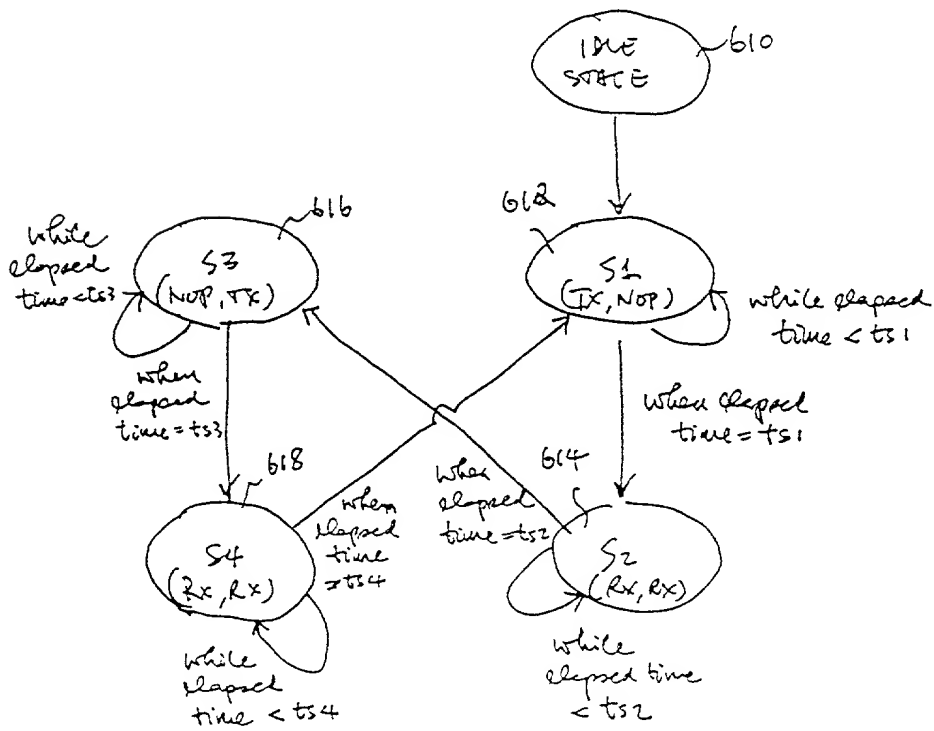 IDLE
STATE
610
616
S3
(NOP, TX)
while
elapsed
time < ts3
612
S1
(TX, NOP)
while elapsed
time < ts1
when
elapsed
time = ts3
when elapsed
time = ts1
618
S4
(RX, RX)
when
elapsed
time
= ts4
when
elapsed
time = ts2
614
S2
(RX, RX)
while
elapsed
time < ts4
while
elapsed time
< ts2